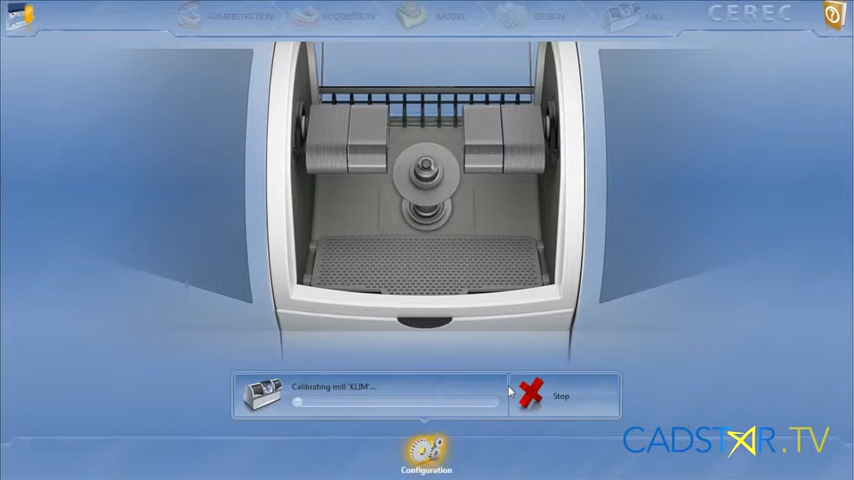 ADMINISTRATION
ACQUISITION
MODEL
DESIGN
MILL
CEREC
?
Calibrating mill 'KLIM'...
Stop
Configuration
CADSTAR.TV